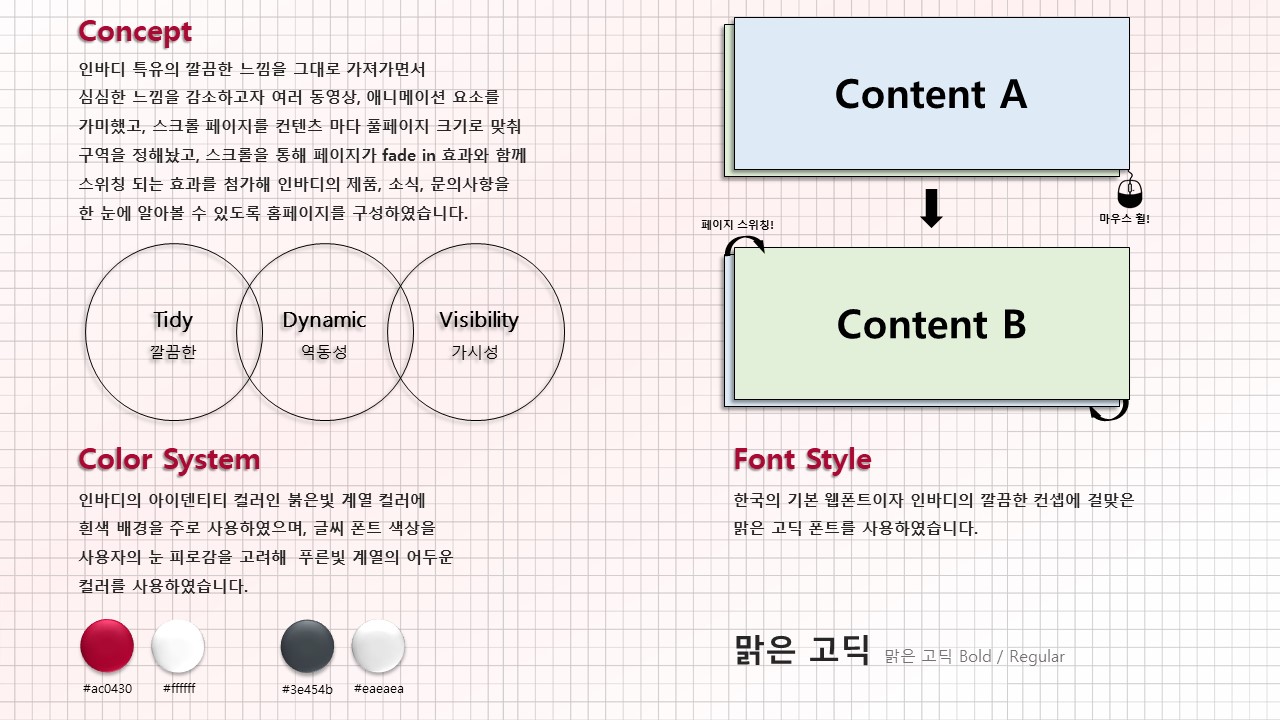 Concept
인바디 특유의 깔끔한 느낌을 그대로 가져가면서
심심한 느낌을 감소하고자 여러 동영상, 애니메이션 요소를
가미했고, 스크롤 페이지를 컨텐츠 마다 풀페이지 크기로 맞춰
구역을 정해놨고, 스크롤을 통해 페이지가 fade in 효과와 함께
스위칭 되는 효과를 첨가해 인바디의 제품, 소식, 문의사항을
한 눈에 알아볼 수 있도록 홈페이지를 구성하였습니다.
Tidy
깔끔한
Dynamic
역동성
Visibility
가시성
Content A
마우스 휠!
페이지 스위칭!
Content B
Color System
인바디의 아이덴티티 컬러인 붉은빛 계열 컬러에
흰색 배경을 주로 사용하였으며, 글씨 폰트 색상을
사용자의 눈 피로감을 고려해 푸른빛 계열의 어두운
컬러를 사용하였습니다.
#ac0430
#ffffff
#3e454b
#eaeaea
Font Style
한국의 기본 웹폰트이자 인바디의 깔끔한 컨셉에 걸맞은
맑은 고딕 폰트를 사용하였습니다.
맑은 고딕 맑은 고딕 Bold / Regular